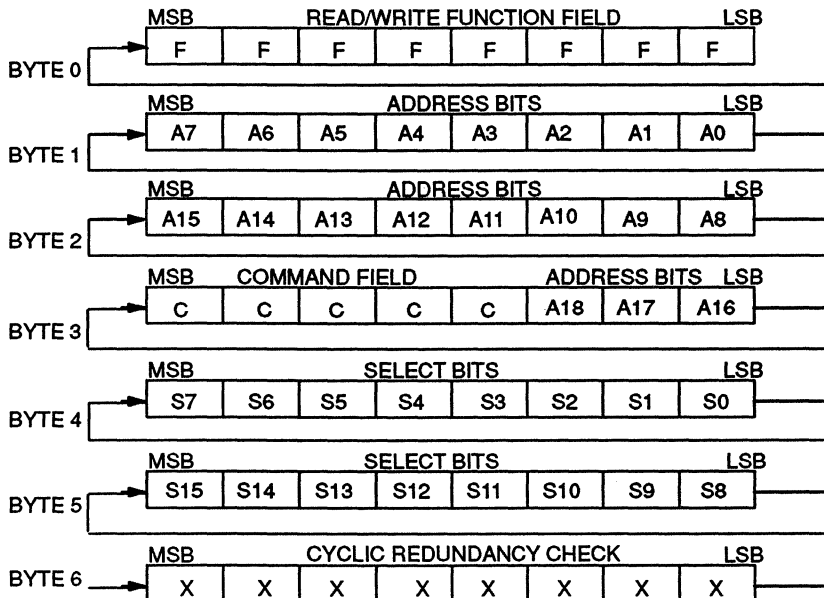 MSB READ/WRITE FUNCTION FIELD LSB
BYTE 0 F F F F F F F F
MSB ADDRESS BITS LSB
BYTE 1 A7 A6 A5 A4 A3 A2 A1 A0
MSB ADDRESS BITS LSB
BYTE 2 A15 A14 A13 A12 A11 A10 A9 A8
MSB COMMAND FIELD ADDRESS BITS LSB
BYTE 3 C C C C C A18 A17 A16
MSB SELECT BITS LSB
BYTE 4 S7 S6 S5 S4 S3 S2 S1 S0
MSB SELECT BITS LSB
BYTE 5 S15 S14 S13 S12 S11 S10 S9 S8
MSB CYCLIC REDUNDANCY CHECK LSB
BYTE 6 X X X X X X X X